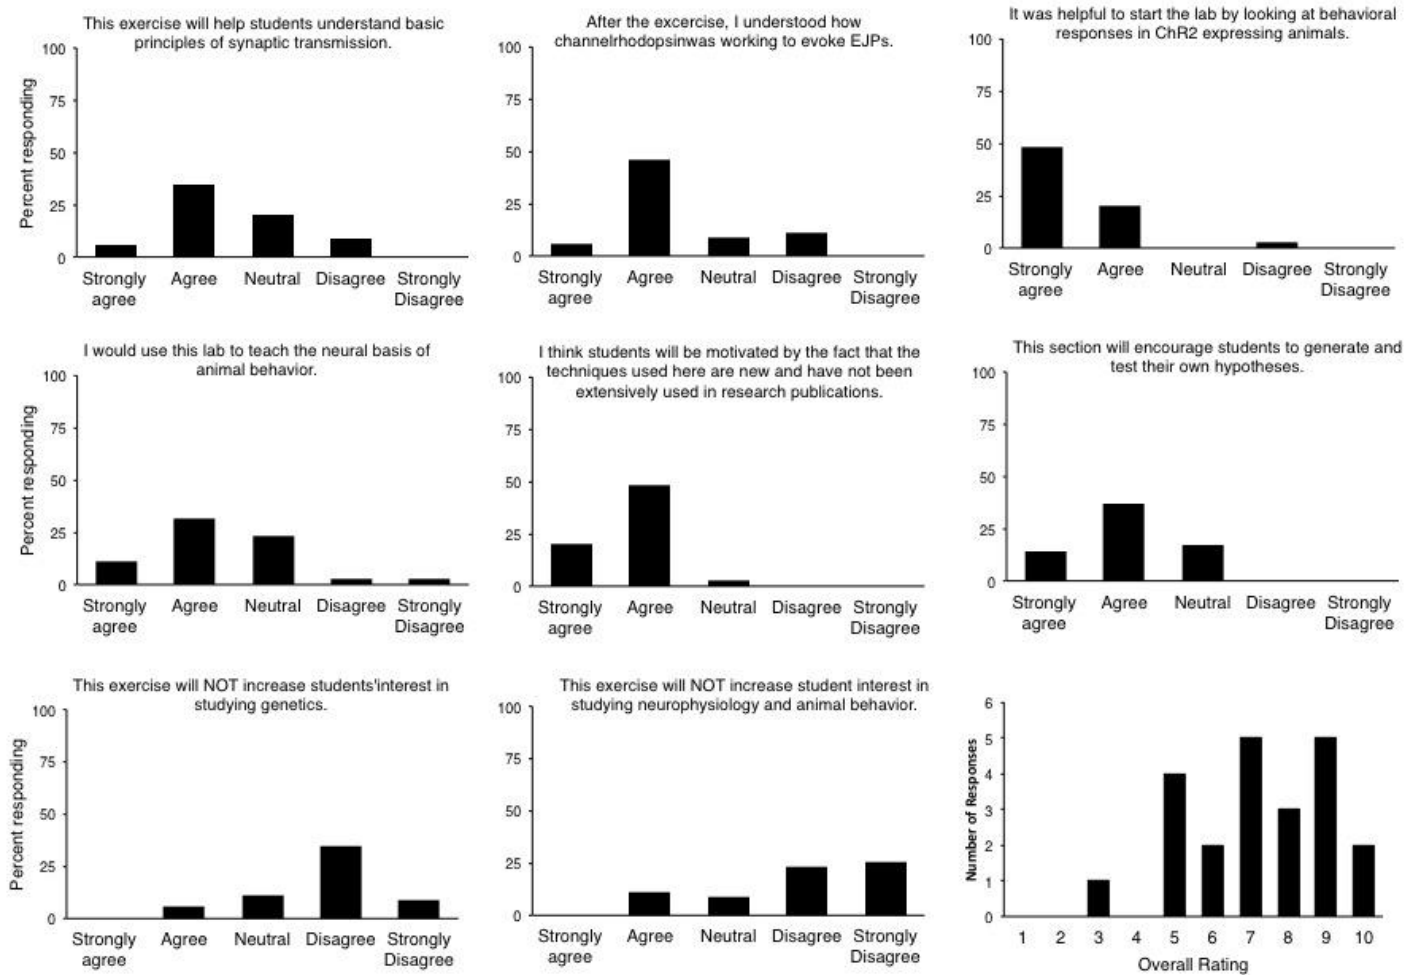 This exercise will help students understand basic
principles of synaptic transmission.
100
75
50
25
0
Percent responding
Strongly agree
Agree
Neutral
Disagree
Strongly Disagree
After the excercise, I understood how
channelrhodopsinwas working to evoke EJPs.
100
75
50
25
0
Strongly agree
Agree
Neutral
Disagree
Strongly Disagree
It was helpful to start the lab by looking at behavioral
responses in ChR2 expressing animals.
100
75
50
25
0
Strongly agree
Agree
Neutral
Disagree
Strongly Disagree
I would use this lab to teach the neural basis of
animal behavior.
100
75
50
25
0
Percent responding
Strongly agree
Agree
Neutral
Disagree
Strongly Disagree
I think students will be motivated by the fact that the
techniques used here are new and have not been
extensively used in research publications.
100
75
50
25
0
Strongly agree
Agree
Neutral
Disagree
Strongly Disagree
This section will encourage students to generate and
test their own hypotheses.
100
75
50
25
0
Strongly agree
Agree
Neutral
Disagree
Strongly Disagree
This exercise will NOT increase students'interest in
studying genetics.
100
75
50
25
0
Percent responding
Strongly agree
Agree
Neutral
Disagree
Strongly Disagree
This exercise will NOT increase student interest in
studying neurophysiology and animal behavior.
100
75
50
25
0
Strongly agree
Agree
Neutral
Disagree
Strongly Disagree
6
5
4
3
2
1
0
Number of Responses
1 2 3 4 5 6 7 8 9 10
Overall Rating